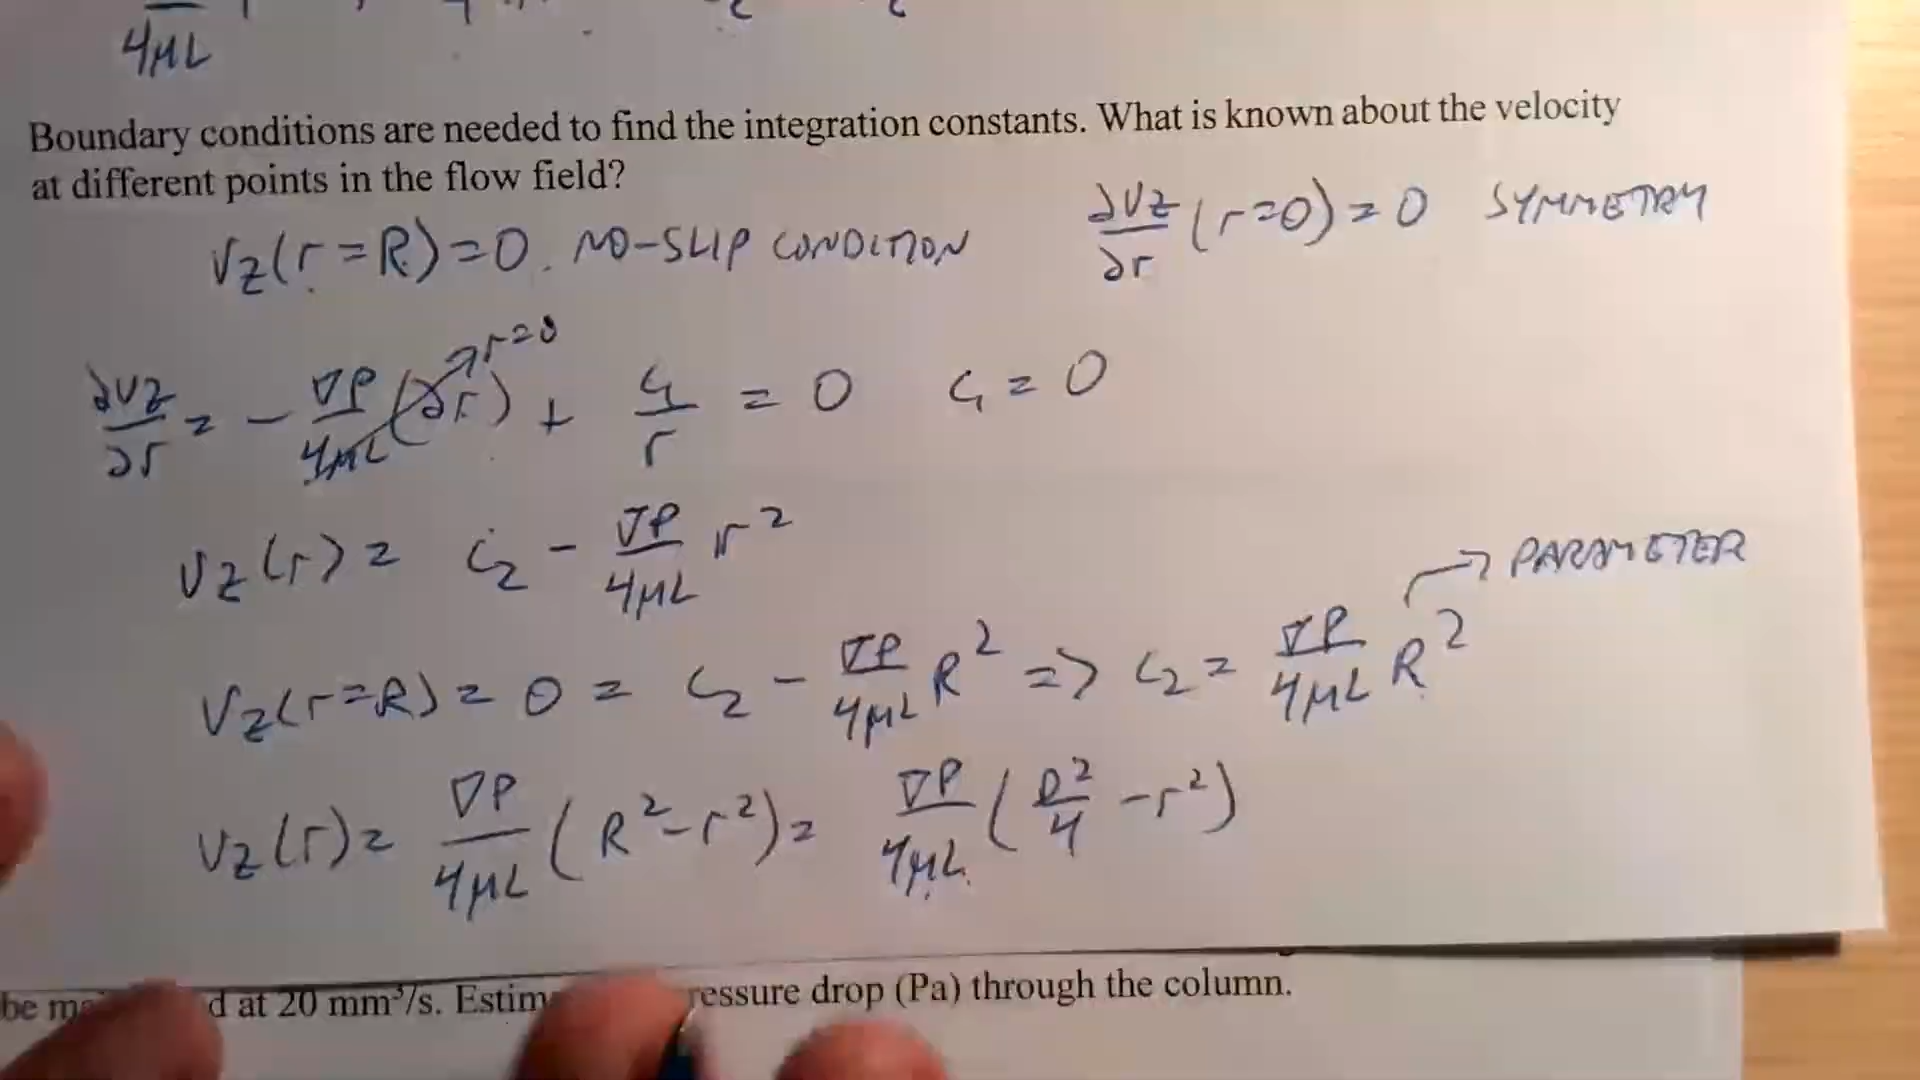 4μL
Boundary conditions are needed to find the integration constants. What is known about the velocity
at different points in the flow field?
Vz(r=R)=0. NO-SLIP CONDITION
∂Vz/∂r (r=0)=0 SYMMETRY
∂Vz/∂r = - ∇P/4μL (2r) + C1/r = 0 C1 = 0
r=0
Vz(r) = C2 - ∇P/4μL r²
→ PARAMETER
Vz(r=R) = 0 = C2 - ∇P/4μL R² => C2 = ∇P/4μL R²
Vz(r) = ∇P/4μL (R²-r²) = ∇P/4μL (D²/4 - r²)
be d at 20 mm³/s. Estim ressure drop (Pa) through the column.